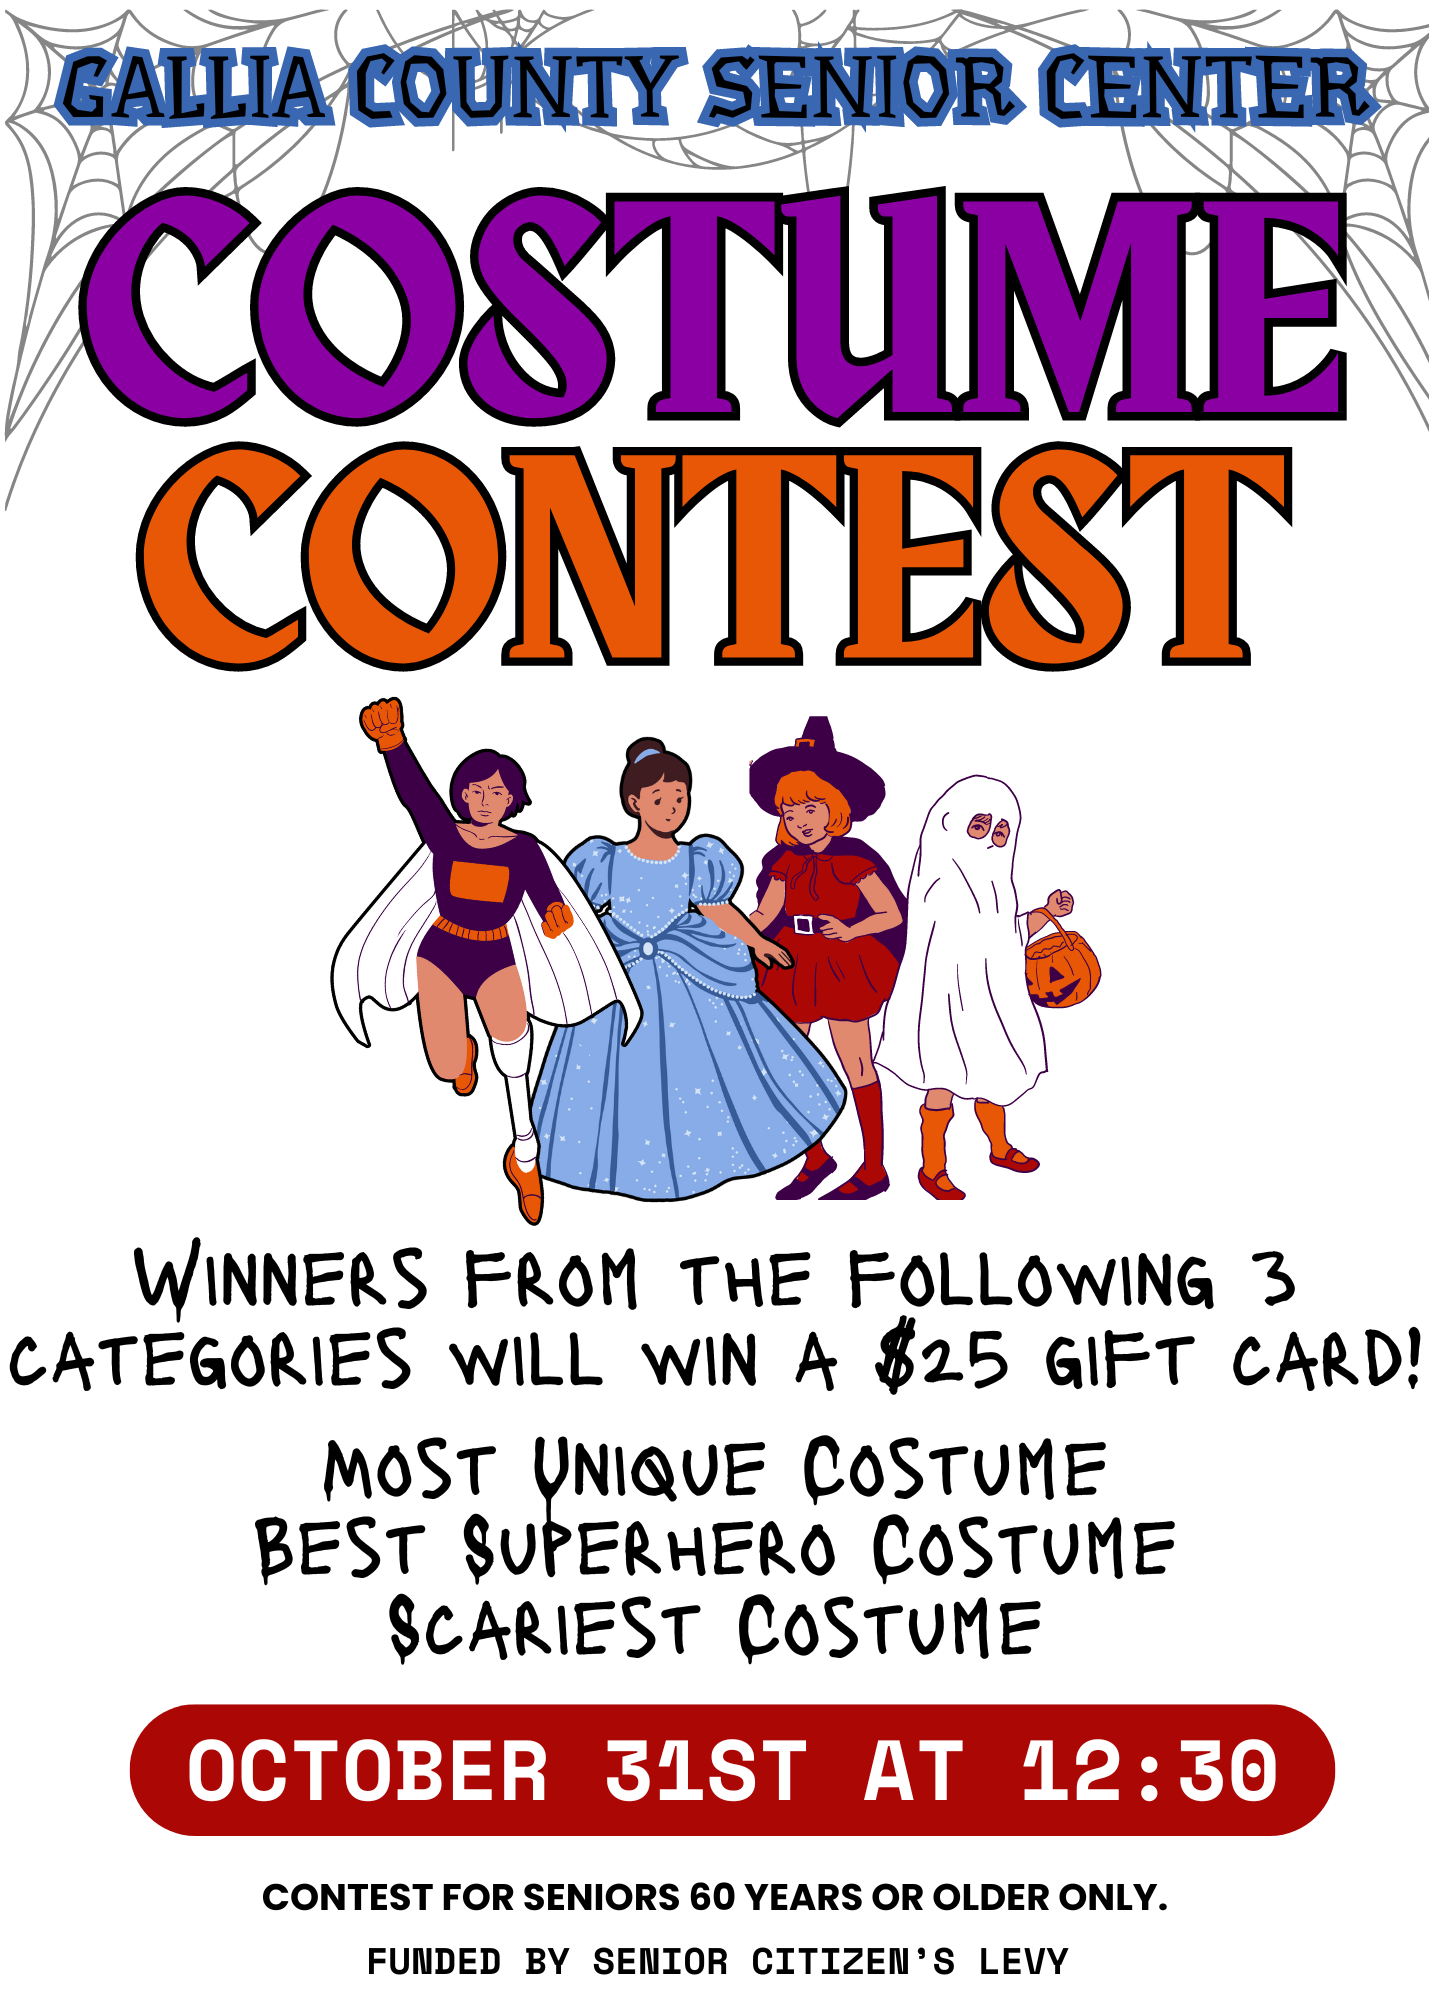 GALLIA COUNTY SENIOR CENTER
COSTUME
CONTEST
WINNERS FROM THE FOLLOWING 3
CATEGORIES WILL WIN A $25 GIFT CARD!
MOST UNIQUE COSTUME
BEST SUPERHERO COSTUME
SCARIEST COSTUME
OCTOBER 31ST AT 12:30
CONTEST FOR SENIORS 60 YEARS OR OLDER ONLY.
FUNDED BY SENIOR CITIZEN'S LEVY